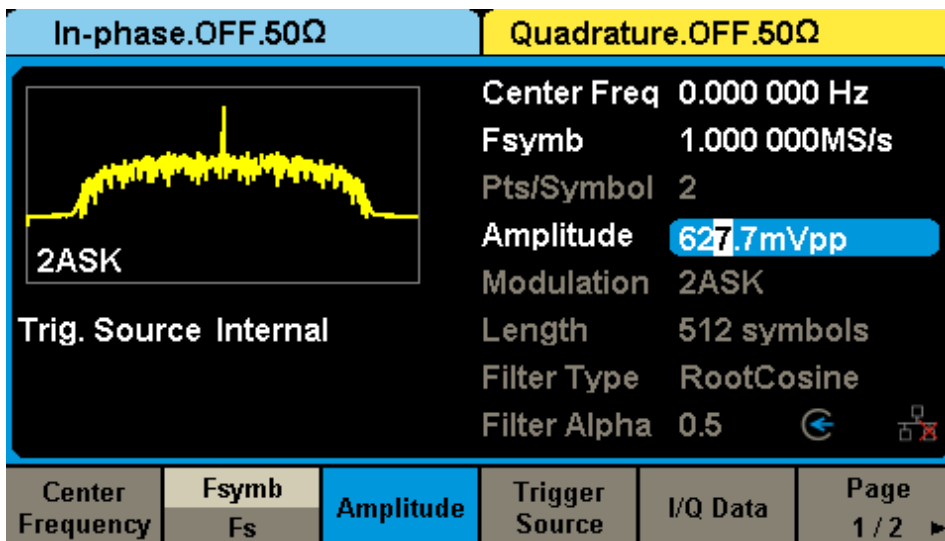 In-phase.OFF.50Ω
Quadrature.OFF.50Ω
2ASK
Trig. Source Internal
Center Freq 0.000 000 Hz
Fsymb 1.000 000MS/s
Pts/Symbol 2
Amplitude 627.7mVpp
Modulation 2ASK
Length 512 symbols
Filter Type RootCosine
Filter Alpha 0.5
Center
Frequency
Fsymb
Fs
Amplitude
Trigger
Source
I/Q Data
Page
1/2